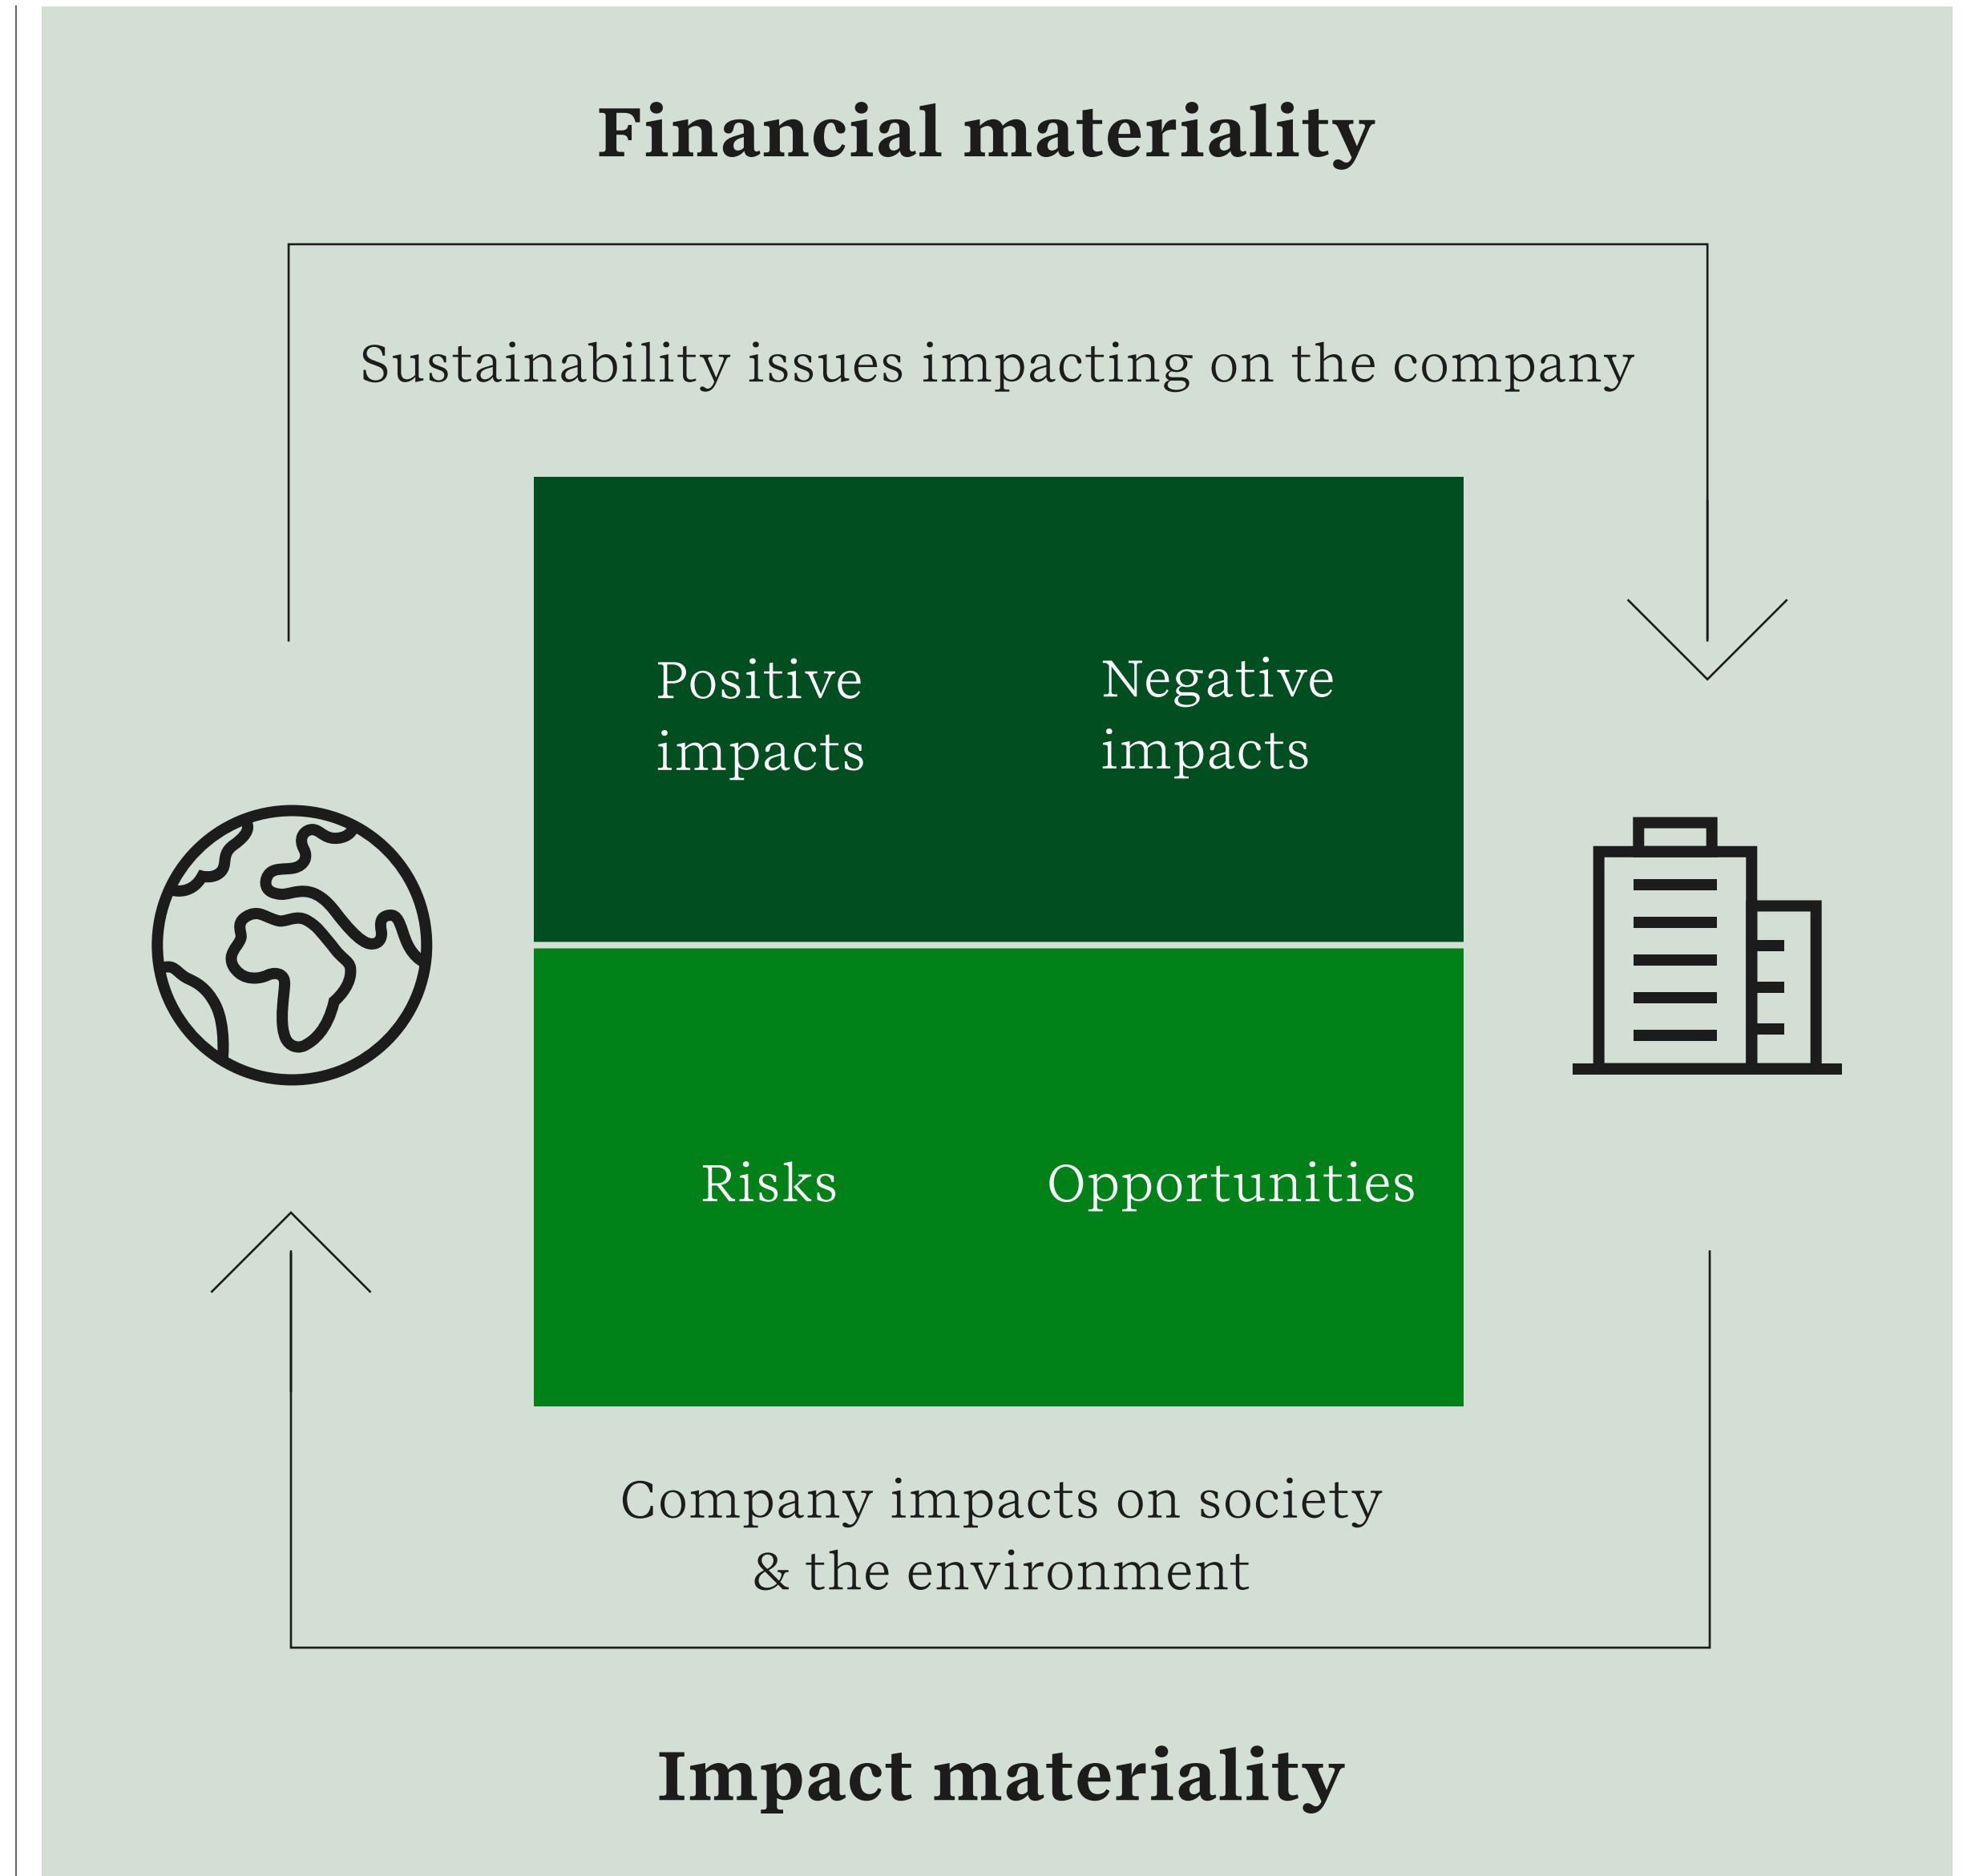 Financial materiality
Sustainability issues impacting on the company
Positive
impacts
Negative
impacts
Risks
Opportunities
Company impacts on society
& the environment
Impact materiality